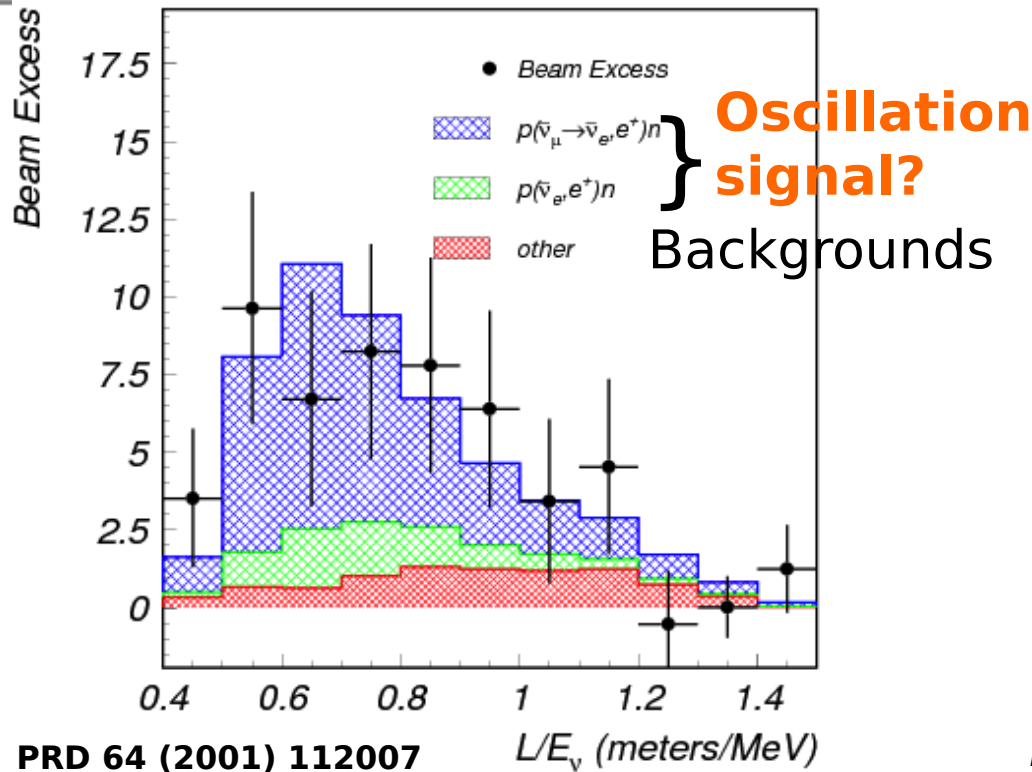 Beam Excess
17.5
15
12.5
10
7.5
5
2.5
0
Beam Excess
p(ν̄μ→ν̄e,e⁺)n
p(ν̄e,e⁺)n
other
} Oscillation
signal?
Backgrounds
0.4 0.6 0.8 1 1.2 1.4
L/Eν (meters/MeV)
PRD 64 (2001) 112007